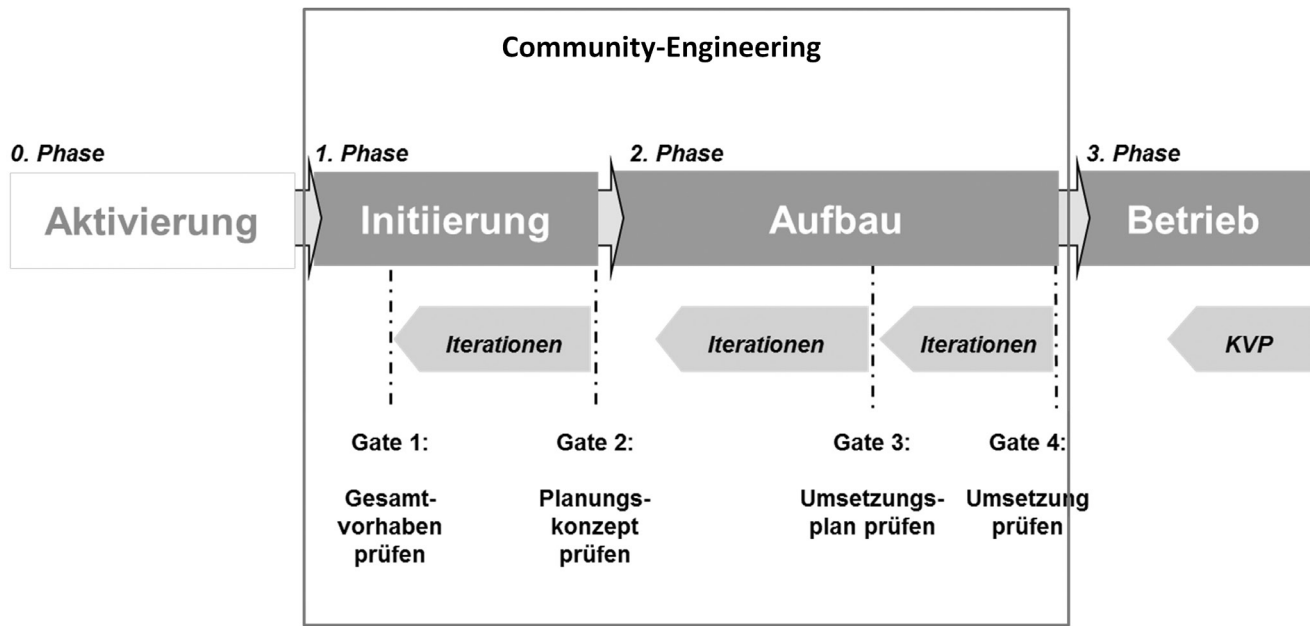 Community-Engineering
0. Phase
1. Phase
2. Phase
3. Phase
Aktivierung
Initiierung
Aufbau
Betrieb
Iterationen
Iterationen
Iterationen
KVP
Gate 1:
Gesamt-
vorhaben
prüfen
Gate 2:
Planungs-
konzept
prüfen
Gate 3:
Umsetzungs-
plan prüfen
Gate 4:
Umsetzung
prüfen